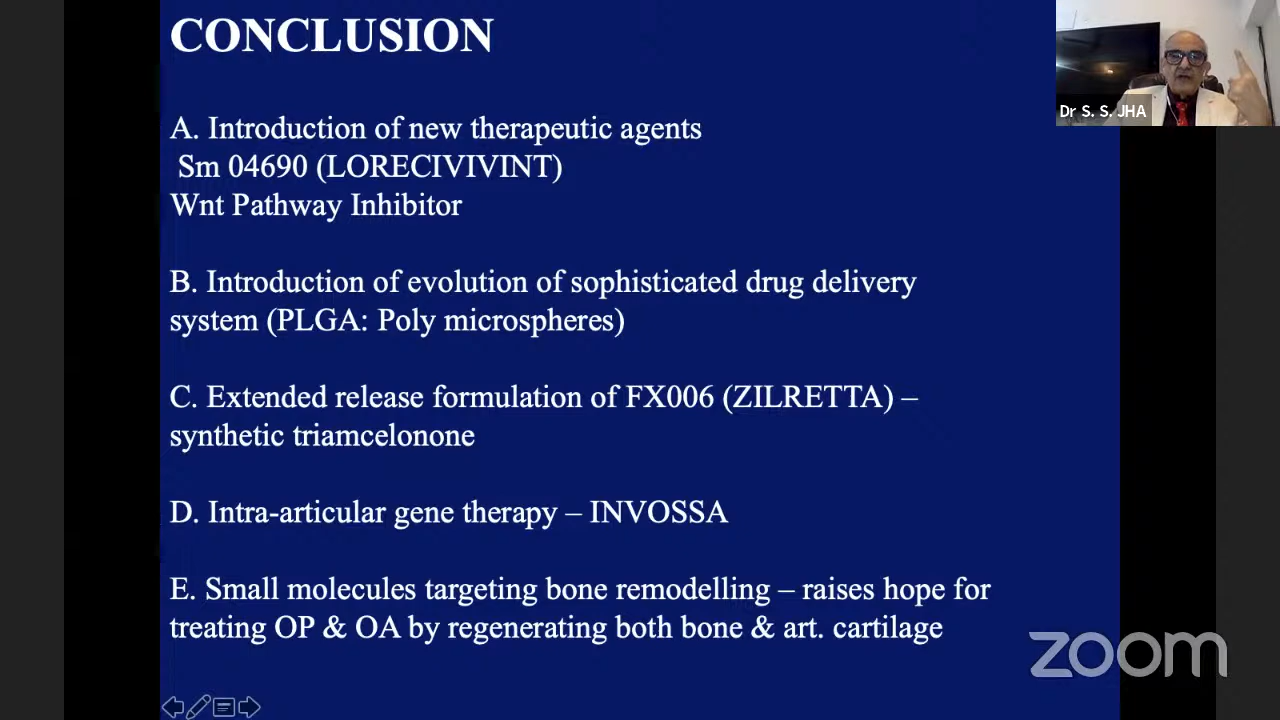 CONCLUSION
A. Introduction of new therapeutic agents
Sm 04690 (LORECIVIVINT)
Wnt Pathway Inhibitor
B. Introduction of evolution of sophisticated drug delivery
system (PLGA: Poly microspheres)
C. Extended release formulation of FX006 (ZILRETTA) –
synthetic triamcelonone
D. Intra-articular gene therapy – INVOSSA
E. Small molecules targeting bone remodelling – raises hope for
treating OP & OA by regenerating both bone & art. cartilage
Dr S. S. JHA
zoom